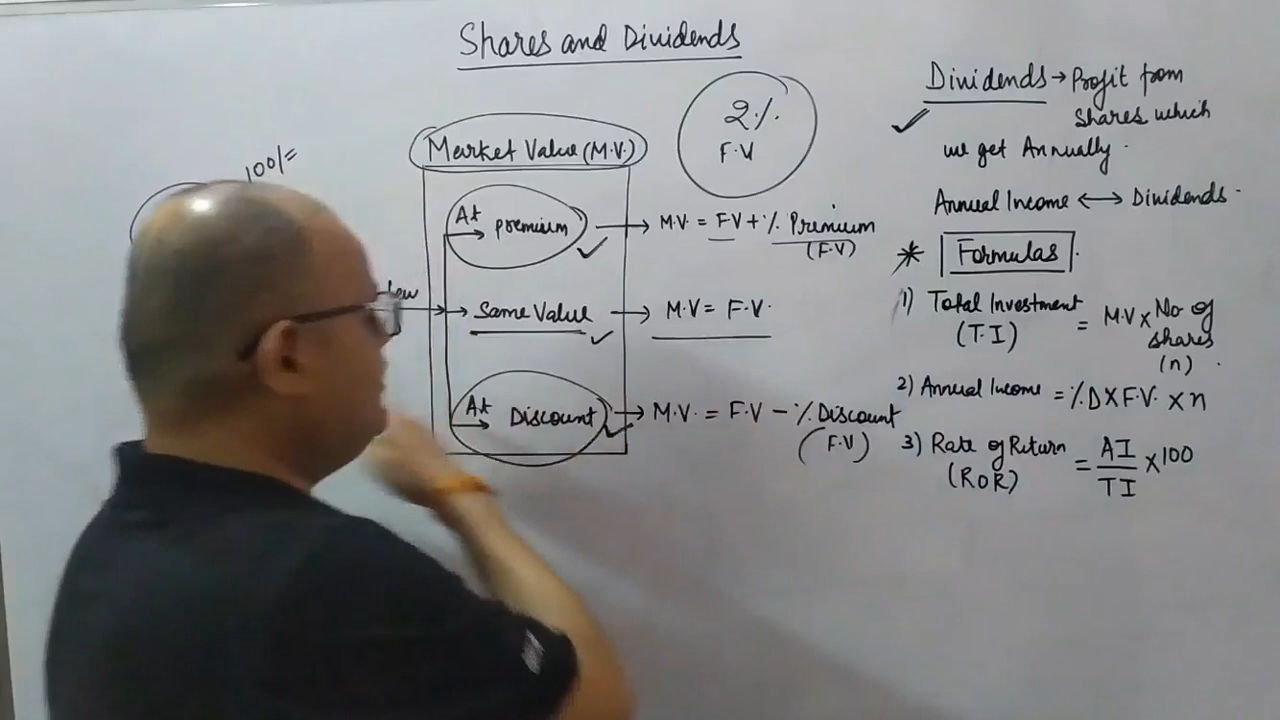 Shares and Dividends
100/=
Market Value (M.V.)
2%
F.V
At premium → M.V. = F.V + % Premium
(F.V)
Same Value → M.V = F.V.
At Discount → M.V. = F.V - % Discount
(F.V)
Dividends → Profit from
shares which
we get Annually.
Annual Income ↔ Dividends.
* Formulas
1) Total Investment = M.V x No of
(T.I) shares
(n).
2) Annual Income = % D X F.V. x n
3) Rate of Return = AI / TI x 100
(ROR)